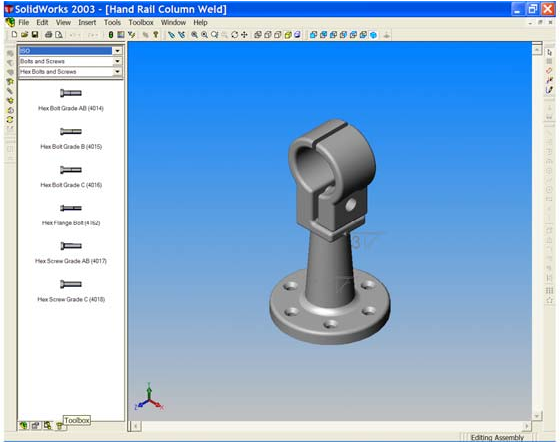 SolidWorks 2003 - [Hand Rail Column Weld]
File Edit View Insert Tools Toolbox Window Help
ISO
Bolts and Screws
Hex Bolts and Screws
Hex Bolt Grade AB (4014)
Hex Bolt Grade B (4015)
Hex Bolt Grade C (4016)
Hex Flange Bolt (4162)
Hex Screw Grade AB (4017)
Hex Screw Grade C (4018)
3
Toolbox
Editing Assembly